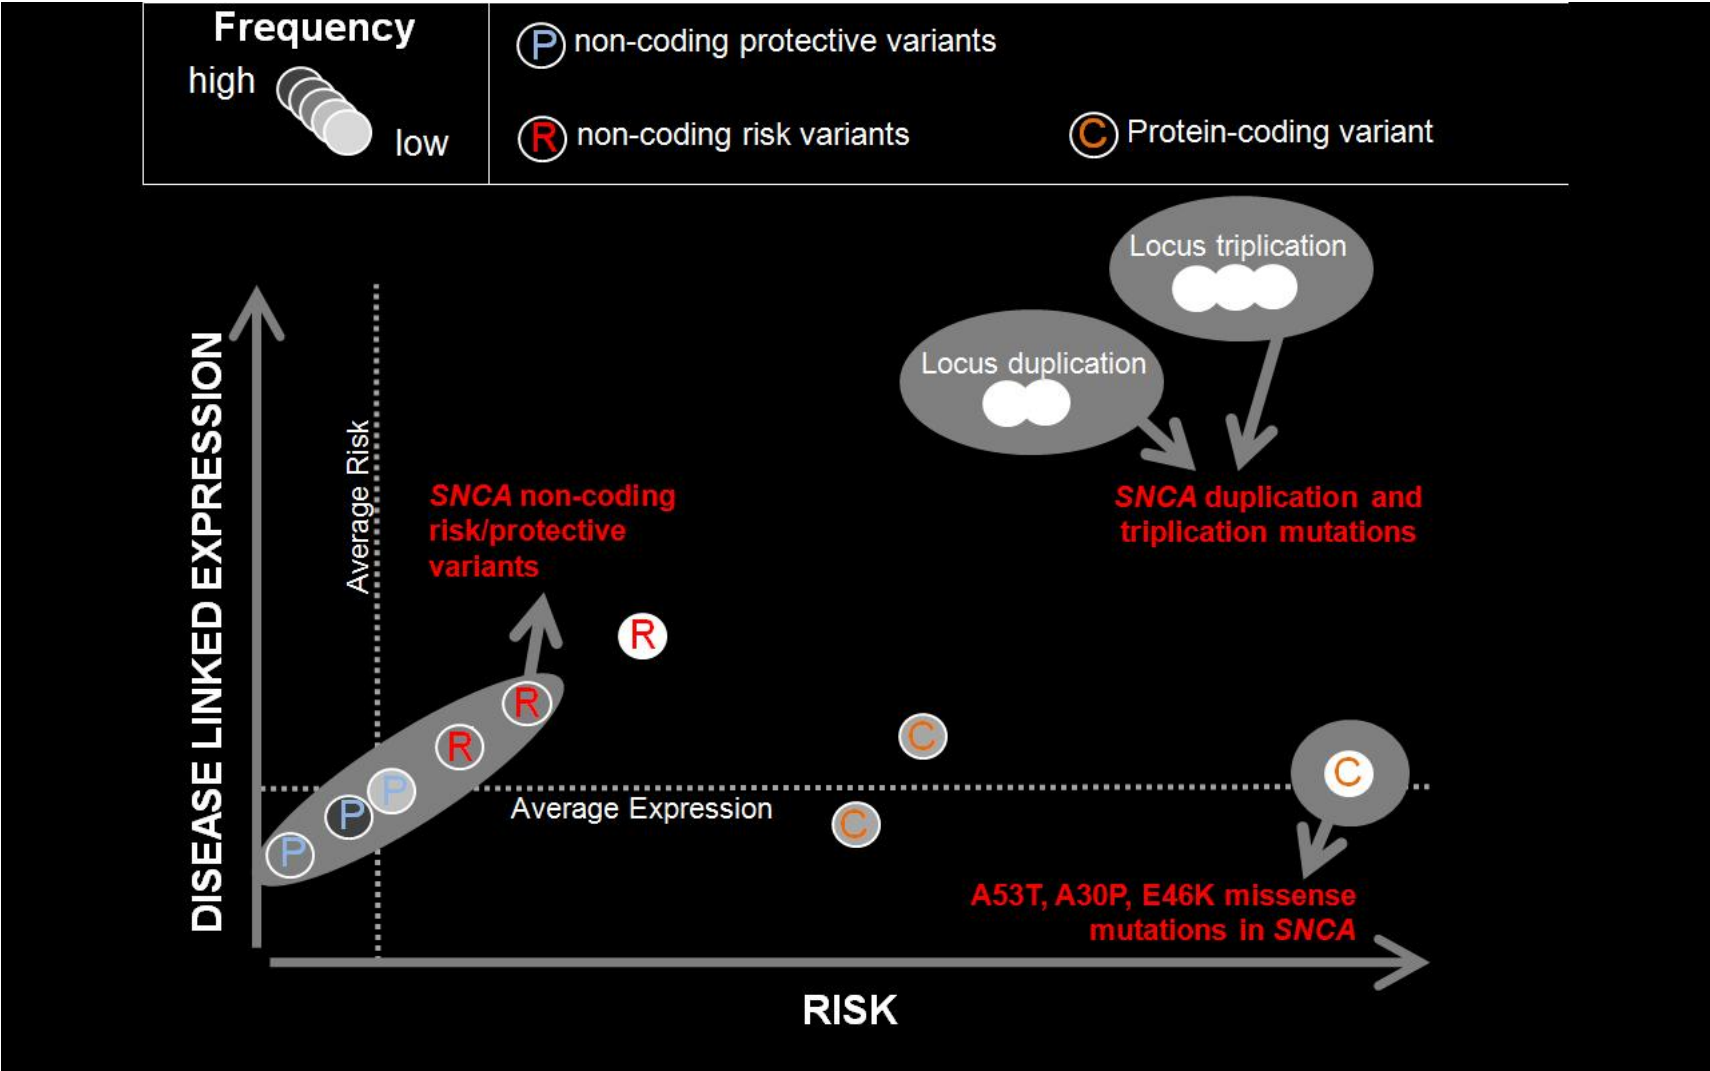 Frequency
high
low
P non-coding protective variants
R non-coding risk variants
C Protein-coding variant
Locus triplication
Locus duplication
DISEASE LINKED EXPRESSION
Average Risk
SNCA non-coding
risk/protective
variants
SNCA duplication and
triplication mutations
R
R
R
C
C
P
P
P
C
Average Expression
A53T, A30P, E46K missense
mutations in SNCA
RISK